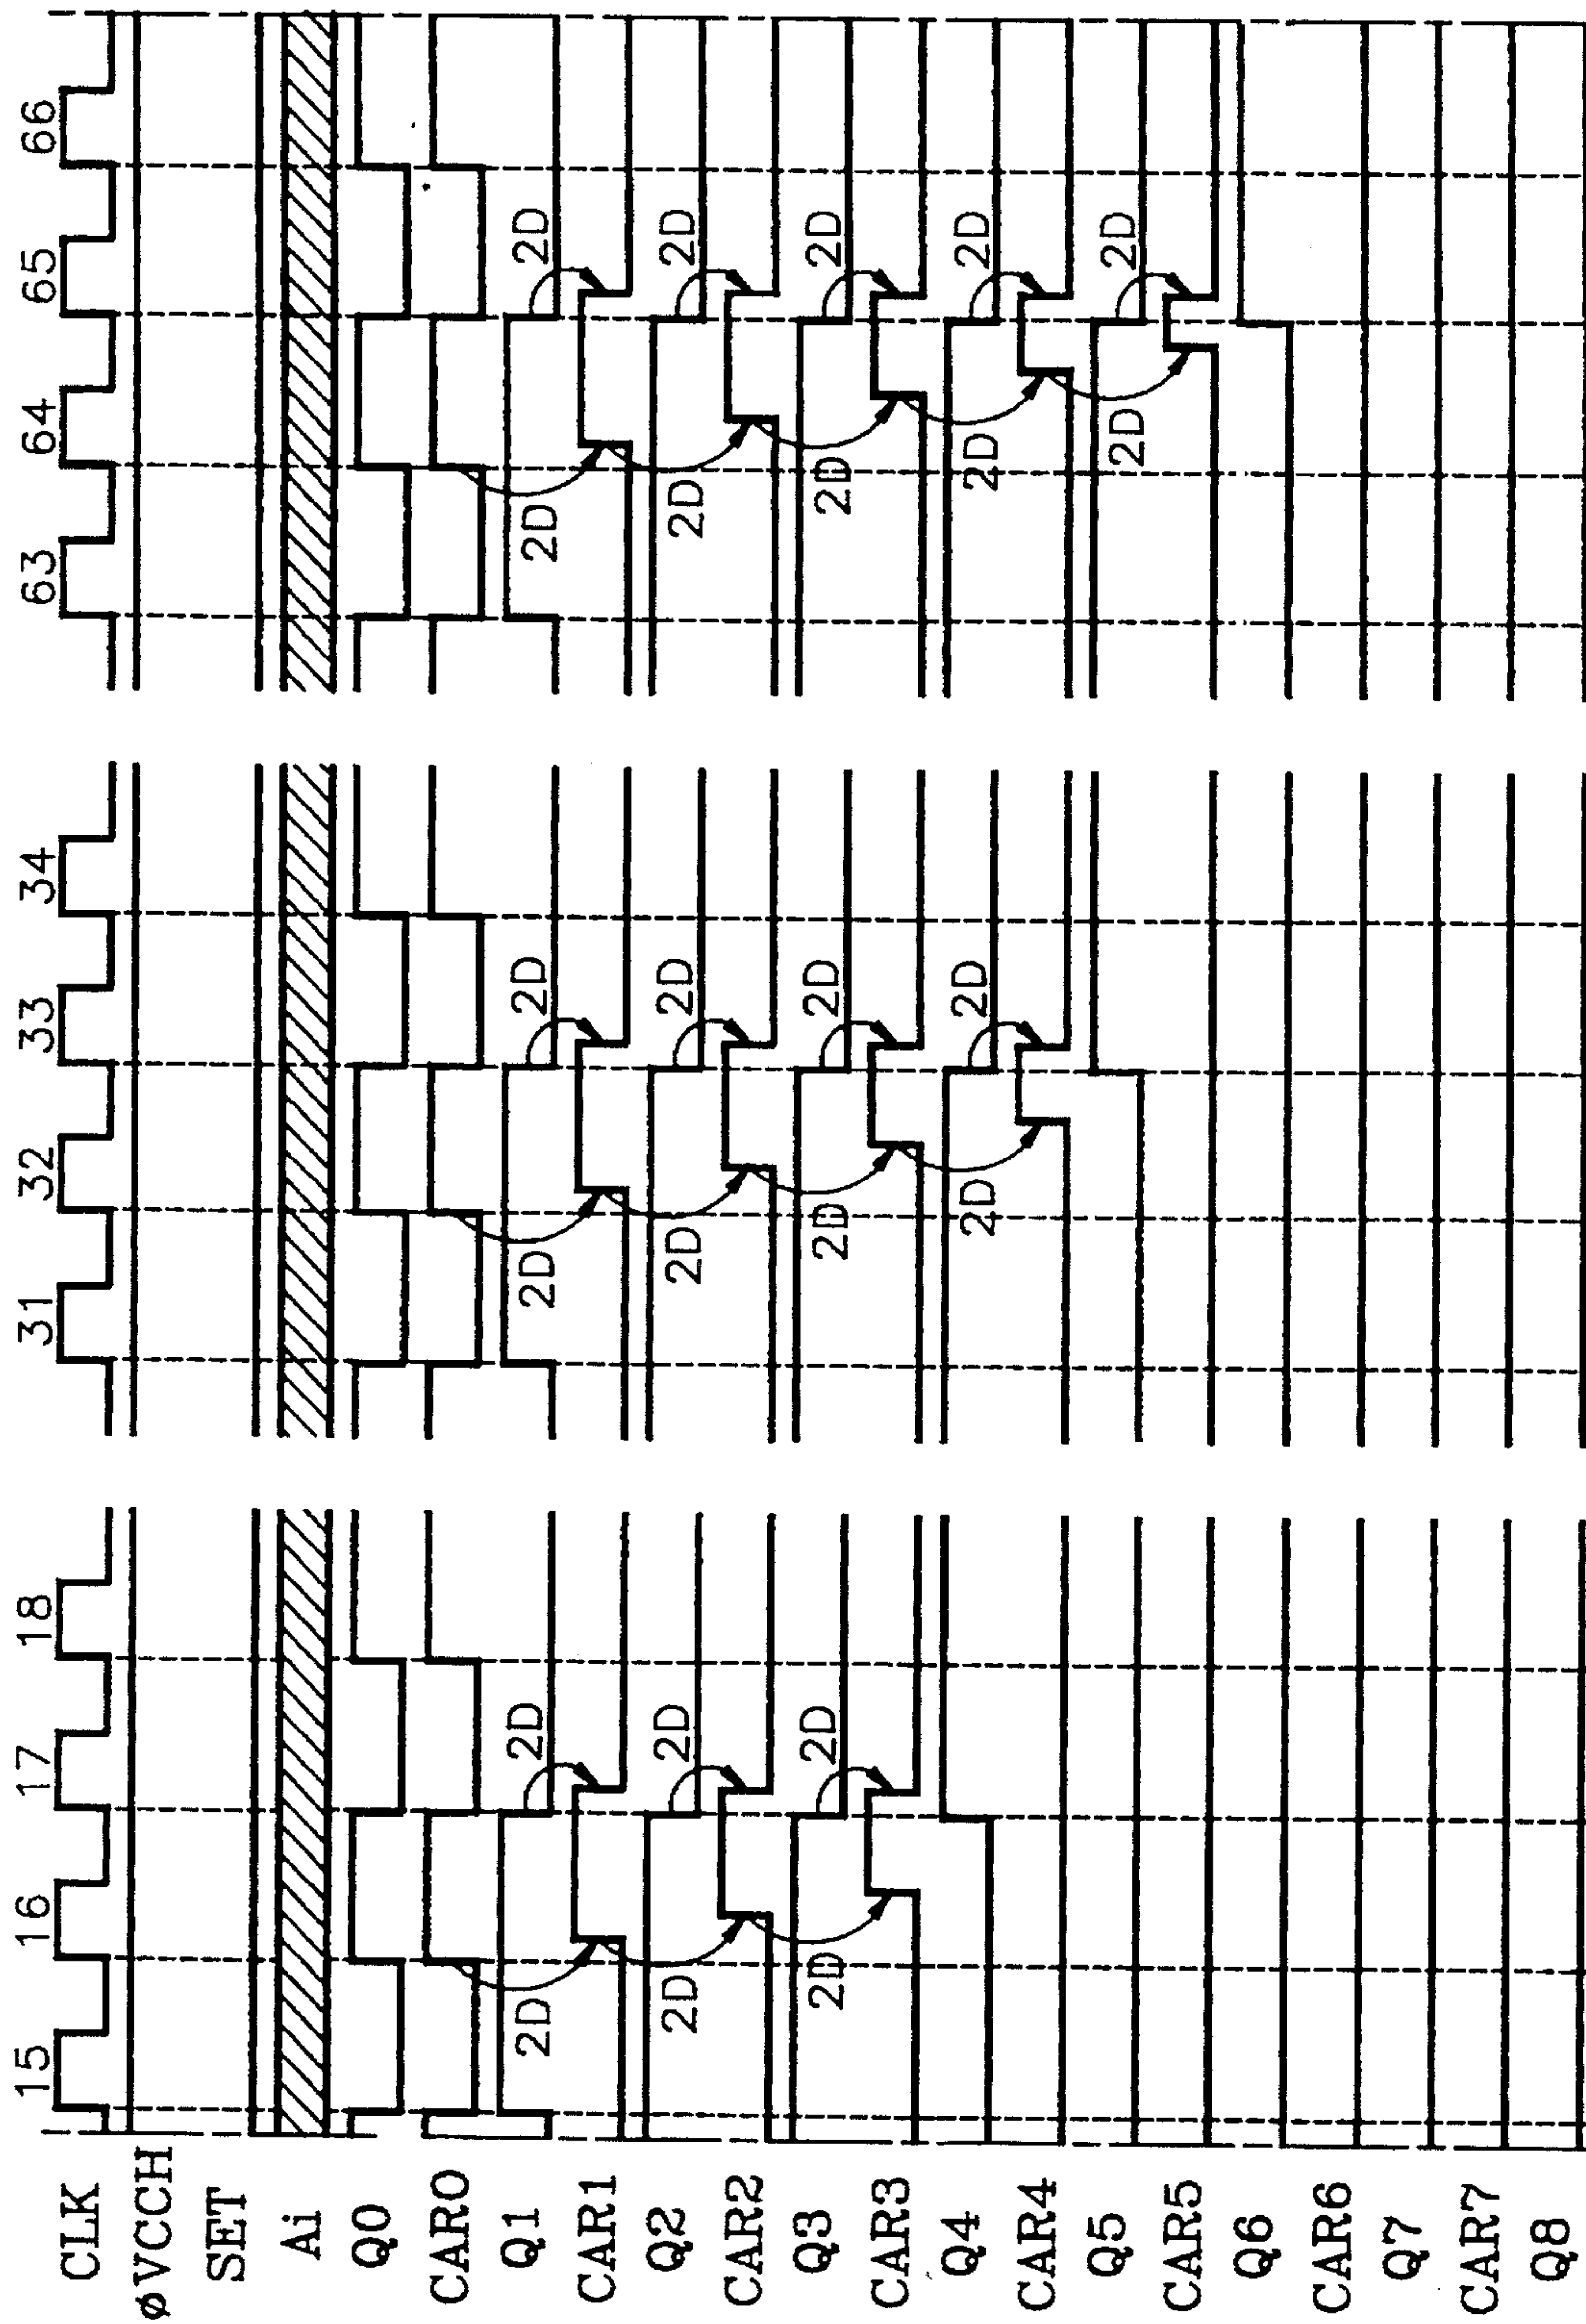 15 16 17 18 31 32 33 34 63 64 65 66
CLK
øVCCH
SET
Ai
Q0
CAR0
Q1
2D 2D 2D 2D 2D 2D
CAR1
Q2
2D 2D 2D 2D 2D 2D
CAR2
Q3
2D 2D 2D 2D 2D 2D
CAR3
Q4
2D 2D 2D 2D
CAR4
Q5
2D 2D
CAR5
Q6
CAR6
Q7
CAR7
Q8